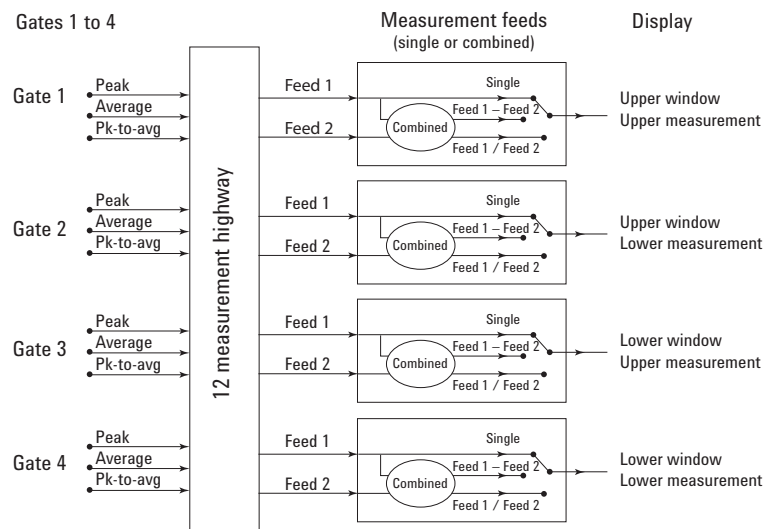 Gates 1 to 4
Measurement feeds
(single or combined)
Display
Gate 1
Peak
Average
Pk-to-avg
Feed 1
Feed 2
Single
Feed 1 – Feed 2
Combined
Feed 1 / Feed 2
Upper window
Upper measurement
Gate 2
Peak
Average
Pk-to-avg
Feed 1
Feed 2
Single
Feed 1 – Feed 2
Combined
Feed 1 / Feed 2
Upper window
Lower measurement
12 measurement highway
Gate 3
Peak
Average
Pk-to-avg
Feed 1
Feed 2
Single
Feed 1 – Feed 2
Combined
Feed 1 / Feed 2
Lower window
Upper measurement
Gate 4
Peak
Average
Pk-to-avg
Feed 1
Feed 2
Single
Feed 1 – Feed 2
Combined
Feed 1 / Feed 2
Lower window
Lower measurement